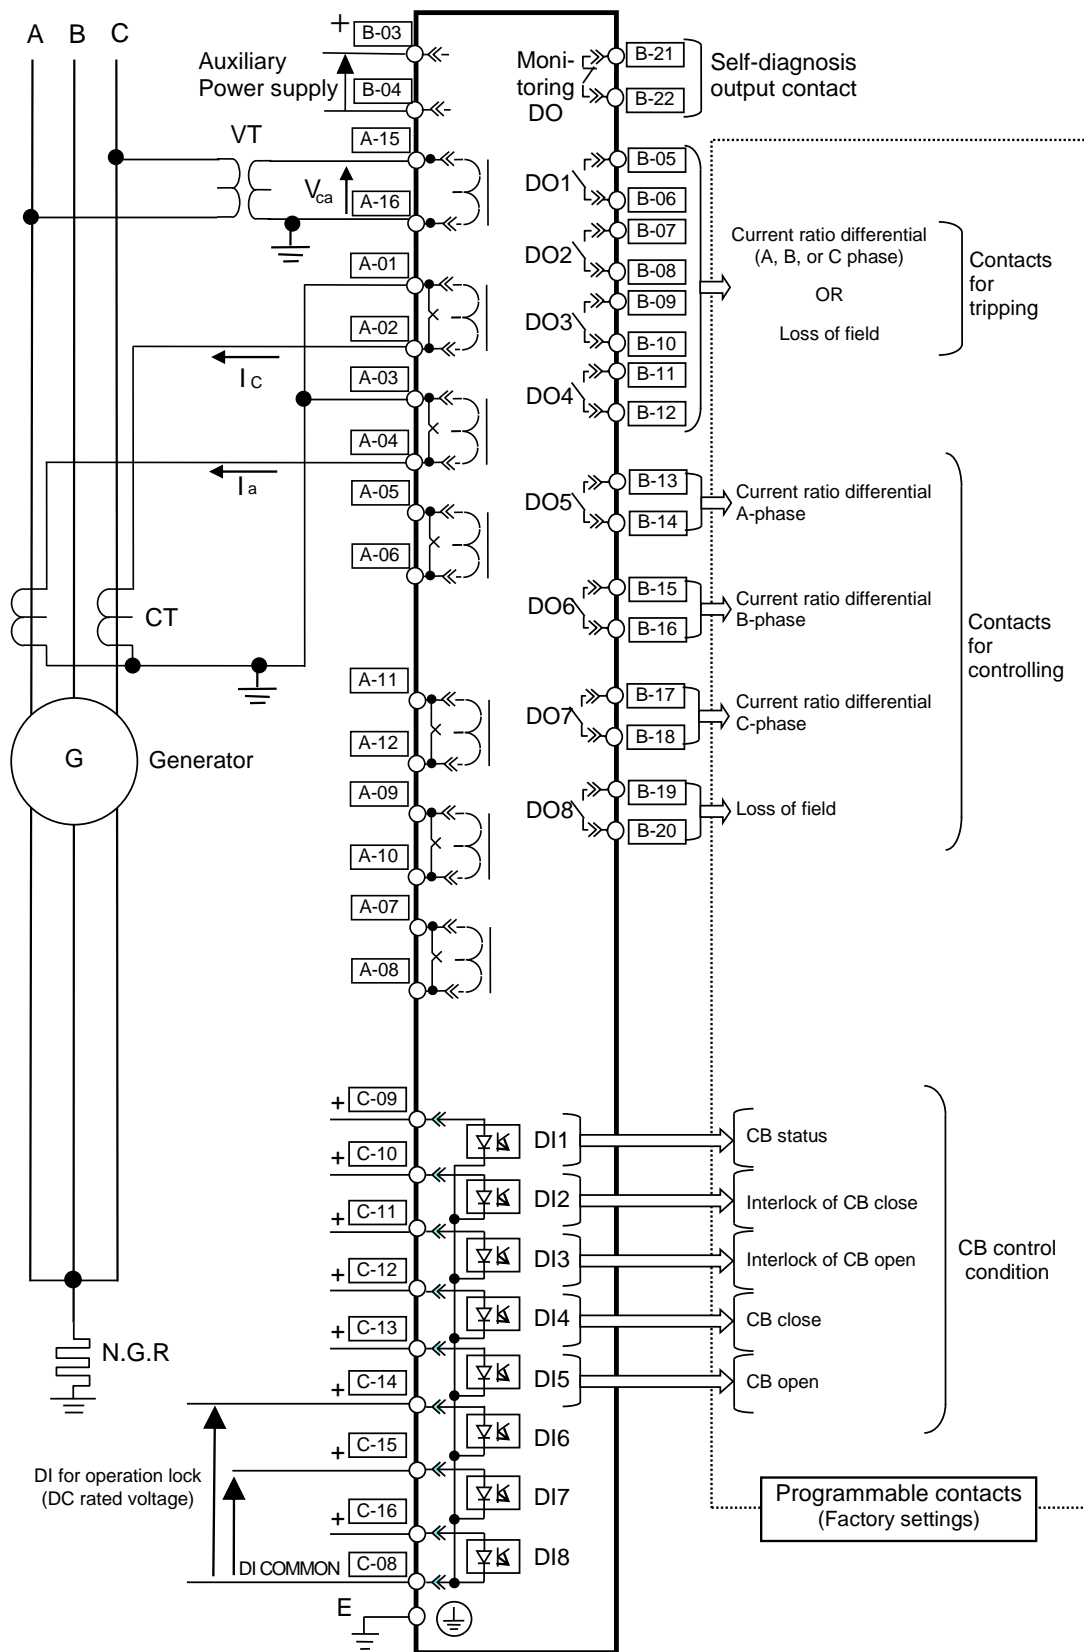 A B C
+ B-03
Auxiliary
Power supply
B-04
VT
A-15
Vca
A-16
A-01
A-02
I C
A-03
A-04
I a
A-05
A-06
CT
A-11
A-12
G
Generator
A-09
A-10
A-07
A-08
+ C-09
+ C-10
+ C-11
+ C-12
+ C-13
N.G.R
+ C-14
+ C-15
DI for operation lock
(DC rated voltage)
+ C-16
DI COMMON C-08
E
Moni-
toring
DO
B-21
B-22
Self-diagnosis
output contact
DO1
B-05
B-06
DO2
B-07
B-08
DO3
B-09
B-10
DO4
B-11
B-12
Current ratio differential
(A, B, or C phase)
OR
Loss of field
Contacts
for
tripping
DO5
B-13
B-14
Current ratio differential
A-phase
DO6
B-15
B-16
Current ratio differential
B-phase
DO7
B-17
B-18
Current ratio differential
C-phase
DO8
B-19
B-20
Loss of field
Contacts
for
controlling
DI1
CB status
DI2
Interlock of CB close
DI3
Interlock of CB open
DI4
CB close
DI5
CB open
CB control
condition
DI6
DI7
DI8
Programmable contacts
(Factory settings)